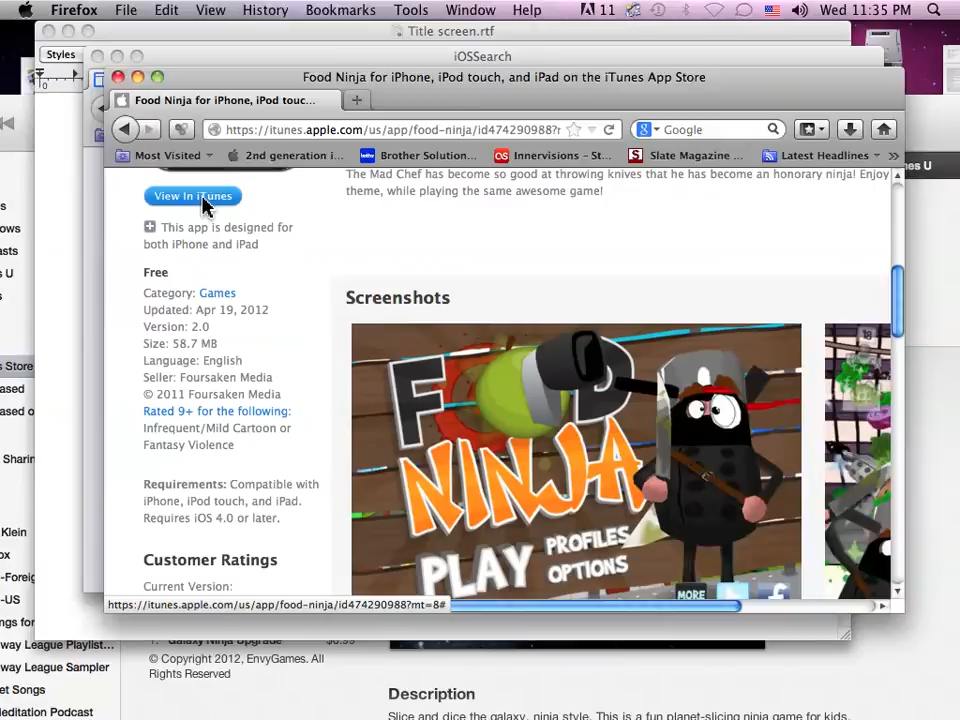 Firefox File Edit View History Bookmarks Tools Window Help 11 Wed 11:35 PM
Title screen.rtf
Styles
iOSSearch
0
Food Ninja for iPhone, iPod touch, and iPad on the iTunes App Store
Food Ninja for iPhone, iPod touc...
https://itunes.apple.com/us/app/food-ninja/id474290988?r Google
Most Visited 2nd generation i... Brother Solution... Innervisions – St... Slate Magazine ... Latest Headlines »
The Mad Chef has become so good at throwing knives that he has become an honorary ninja! Enjoy
theme, while playing the same awesome game!
View In iTunes
This app is designed for
both iPhone and iPad
Free
Category: Games
Updated: Apr 19, 2012
Version: 2.0
Size: 58.7 MB
Language: English
Seller: Foursaken Media
© 2011 Foursaken Media
Rated 9+ for the following:
Infrequent/Mild Cartoon or
Fantasy Violence
Requirements: Compatible with
iPhone, iPod touch, and iPad.
Requires iOS 4.0 or later.
Customer Ratings
Current Version:
Screenshots
FOOD
NINJA
PLAY
PROFILES
OPTIONS
MORE
https://itunes.apple.com/us/app/food-ninja/id474290988?mt=8#
s U
s U
s Store
Sharin
Klein
-US
way League Playlist...
way League Sampler
et Songs
Meditation Podcast
Galaxy Ninja Upgrade $0.99
© Copyright 2012, EnvyGames. All
Rights Reserved
Description
Slice and dice the galaxy, ninja style. This is a fun planet-slicing ninja game for kids.